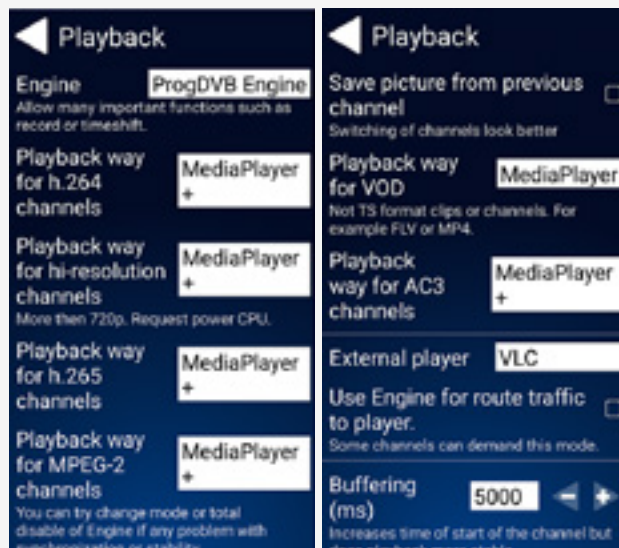 Playback
Engine ProgDVB Engine
Allow many important functions such as
record or timeshift.
Playback way
for h.264
channels
MediaPlayer
+
Playback way
for hi-resolution
channels
MediaPlayer
+
More then 720p. Request power CPU.
Playback way
for h.265
channels
MediaPlayer
+
Playback way
for MPEG-2
channels
MediaPlayer
+
You can try change mode or total
disable of Engine if any problem with
synchronization or stability.
Playback
Save picture from previous
channel
Switching of channels look better
Playback way
for VOD
MediaPlayer
Not TS format clips or channels. For
example FLV or MP4.
Playback
way for AC3
channels
MediaPlayer
+
External player VLC
Use Engine for route traffic
to player.
Some channels can demand this mode.
Buffering
(ms)
5000
Increases time of start of the channel but